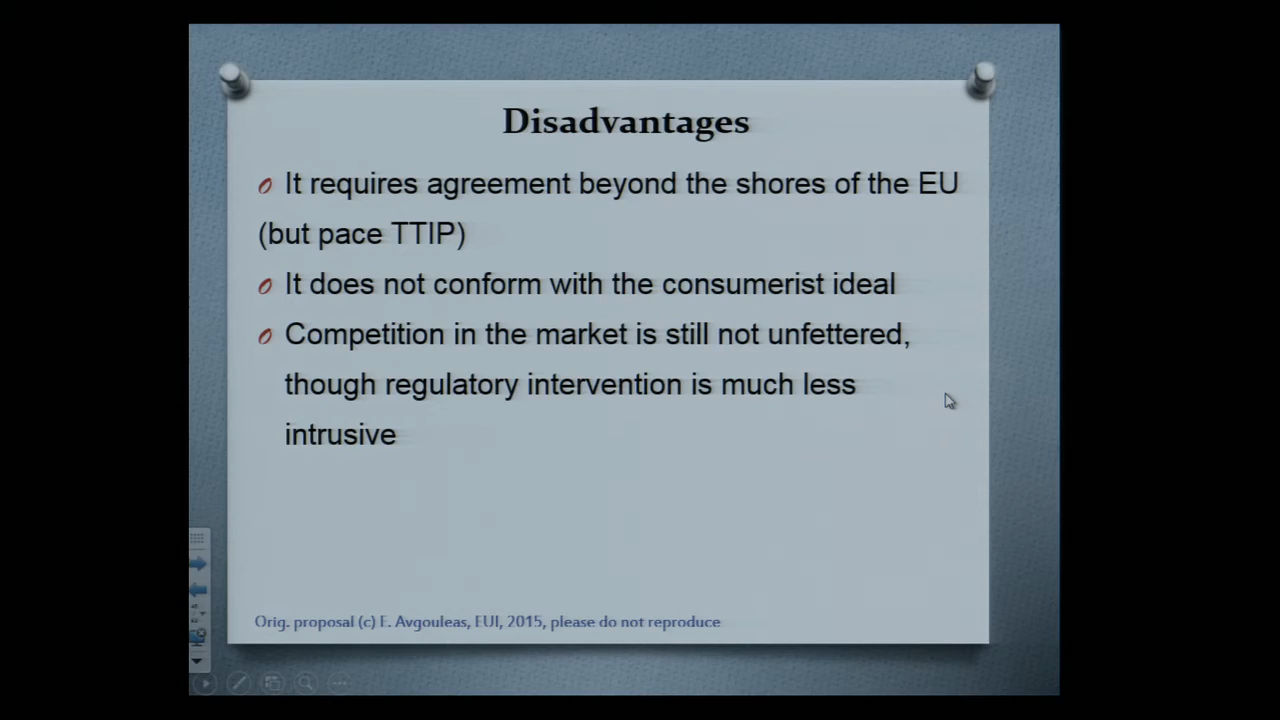 Disadvantages
It requires agreement beyond the shores of the EU
(but pace TTIP)
It does not conform with the consumerist ideal
Competition in the market is still not unfettered,
though regulatory intervention is much less
intrusive
Orig. proposal (c) E. Avgouleas, EUI, 2015, please do not reproduce